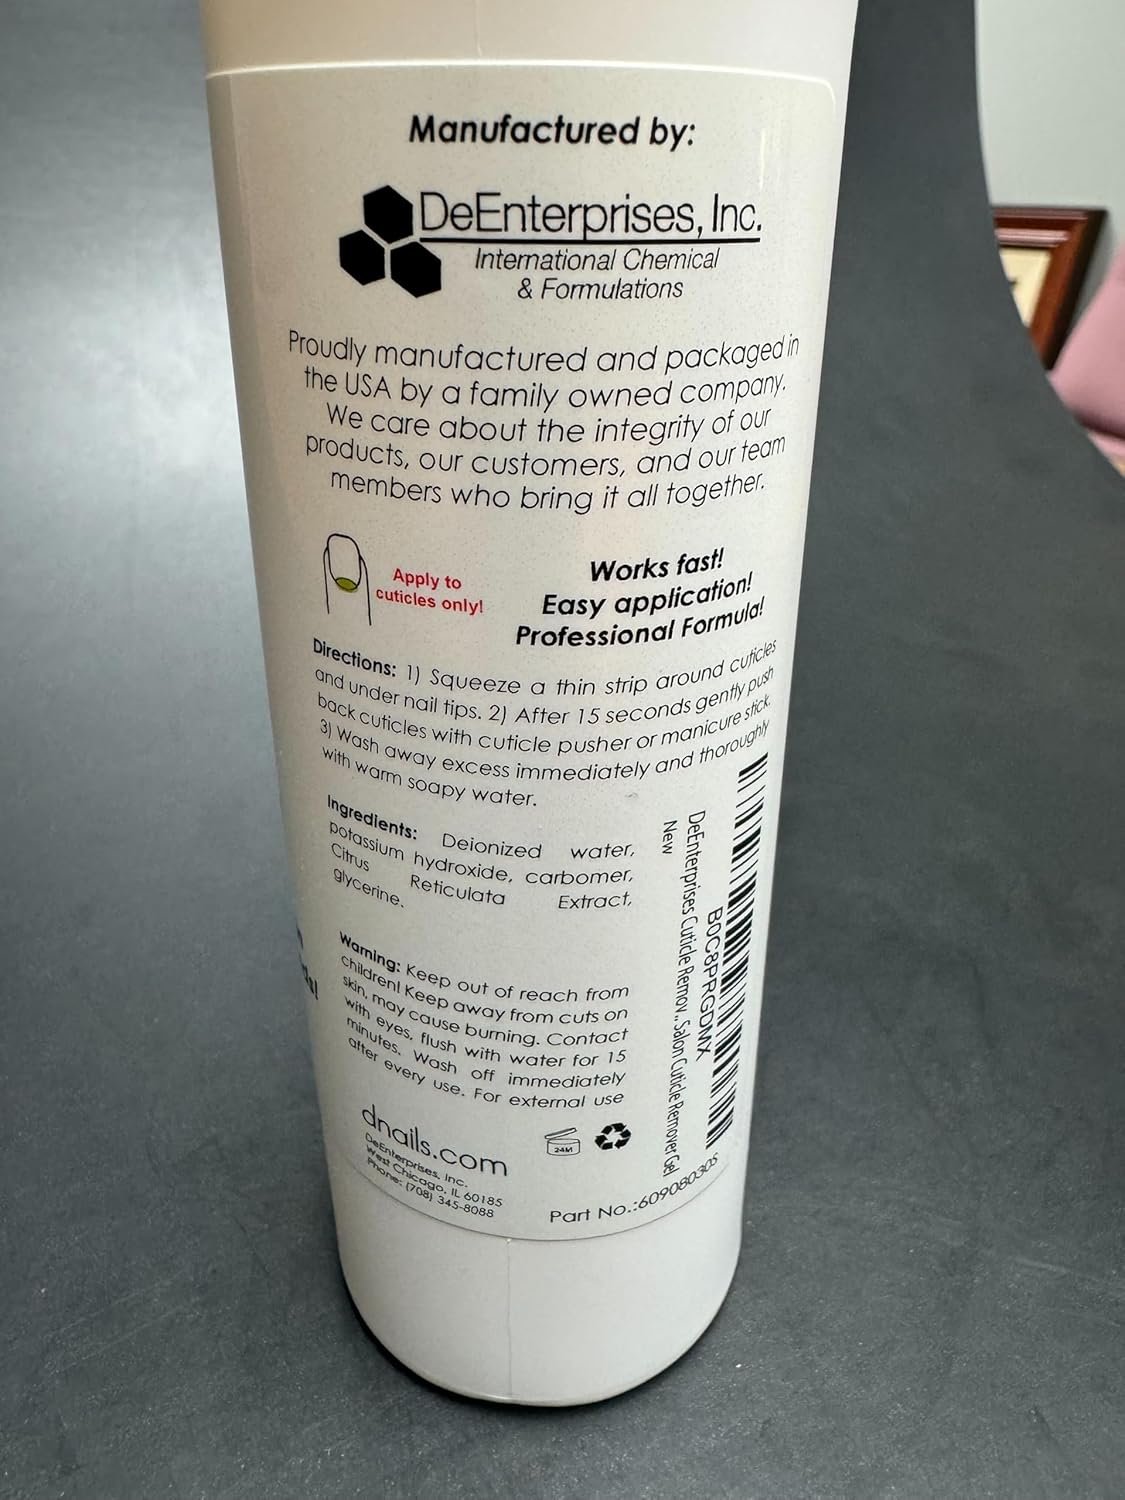 Manufactured by:
DeEnterprises, Inc.
International Chemical
& Formulations
Proudly manufactured and packaged in
the USA by a family owned company.
We care about the integrity of our
products, our customers, and our team
members who bring it all together.
Apply to
cuticles only!
Works fast!
Easy application!
Professional Formula!
Directions: 1) Squeeze a thin strip around cuticles
and under nail tips. 2) After 15 seconds gently push
back cuticles with cuticle pusher or manicure stick.
3) Wash away excess immediately and thoroughly
with warm soapy water.
Ingredients: Deionized water,
potassium hydroxide, carbomer,
Citrus Reticulata Extract,
glycerine.
Warning: Keep out of reach from
children! Keep away from cuts on
skin, may cause burning. Contact
with eyes, flush with water for 15
minutes. Wash off immediately
after every use. For external use
dnails.com
DeEnterprises, Inc.
West Chicago, IL 60185
Phone: (708) 345-8088
24M
Part No.:609080305
B0C8PRGDMX
DeEnterprises Cuticle Remov.. Salon Cuticle Remover Gel
New